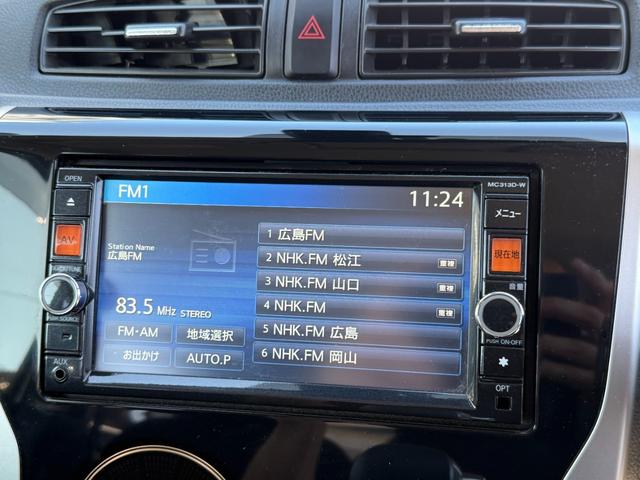 OPEN
MC313D-W
FM1
11:24
メニュー
AV
現在地
Station Name
広島FM
1 広島FM
2 NHK.FM 松江 重複
3 NHK.FM 山口 重複
4 NHK.FM 重複
5 NHK.FM 広島
6 NHK.FM 岡山
音量
83.5 MHz STEREO
FM・AM
地域選択
お出かけ
AUTO.P
PUSH ON-OFF
AUX
OPT